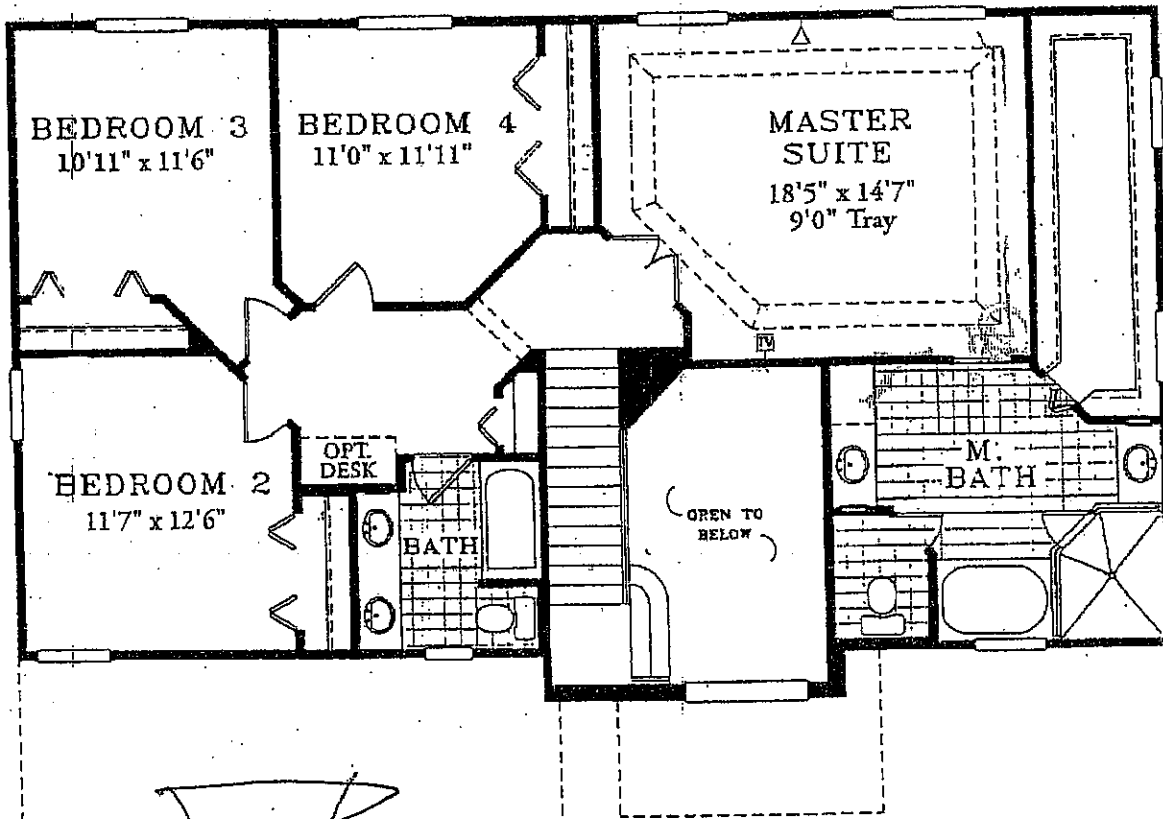 BEDROOM 3
10'11" x 11'6"
BEDROOM 4
11'0" x 11'11"
MASTER
SUITE
18'5" x 14'7"
9'0" Tray
TV
OPT.
DESK
BEDROOM 2
11'7" x 12'6"
BATH
OPEN TO
BELOW
M.
BATH